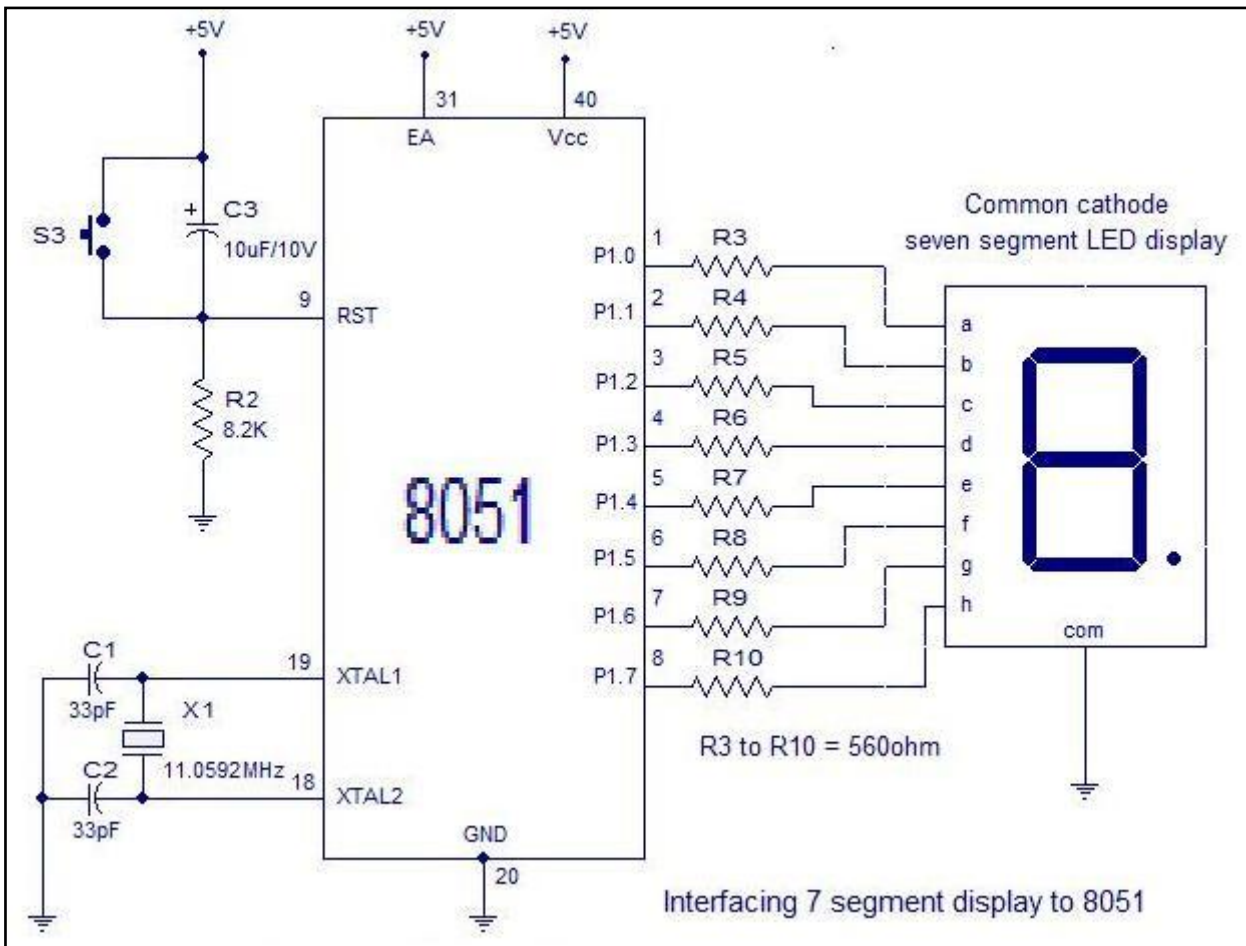 +5V
+5V
+5V
31
40
EA
Vcc
S3
+
C3
10uF/10V
9
RST
R2
8.2K
8051
Common cathode
seven segment LED display
P1.0
1
R3
a
P1.1
2
R4
b
P1.2
3
R5
c
P1.3
4
R6
d
P1.4
5
R7
e
P1.5
6
R8
f
P1.6
7
R9
g
P1.7
8
R10
h
com
R3 to R10 = 560ohm
C1
33pF
19
XTAL1
X1
11.0592MHz
C2
33pF
18
XTAL2
GND
20
Interfacing 7 segment display to 8051